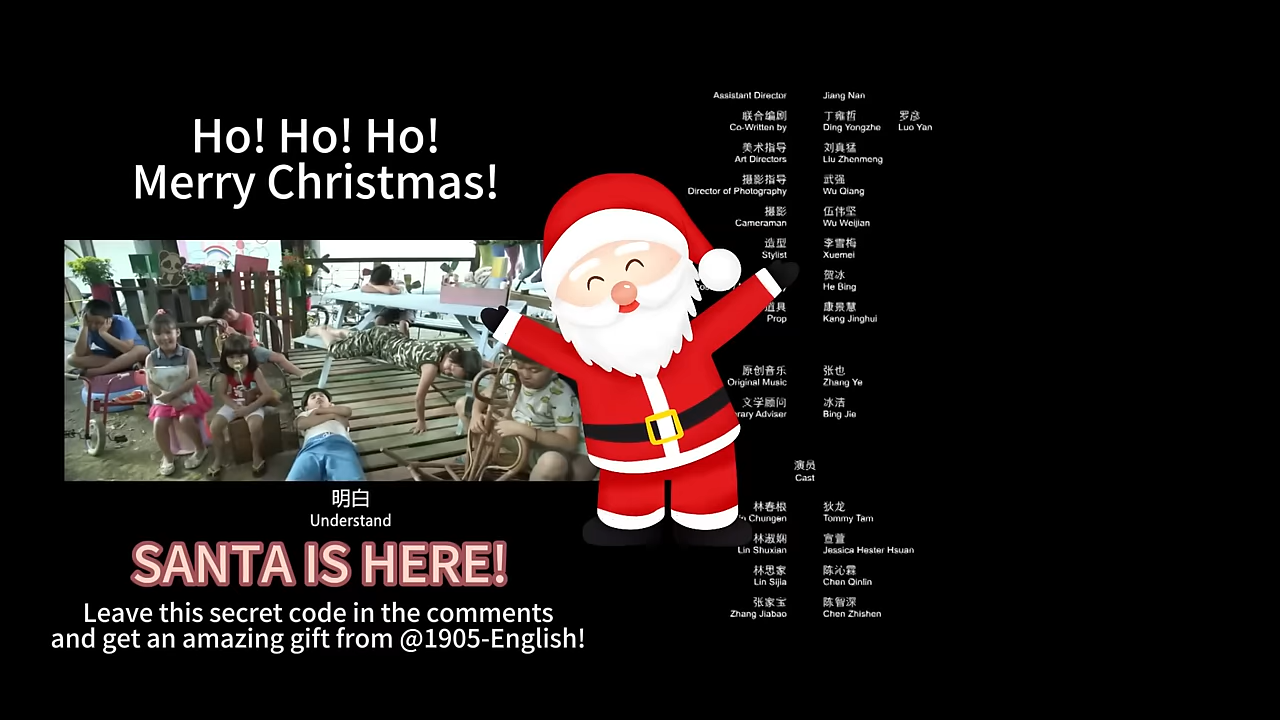 Ho! Ho! Ho!
Merry Christmas!
明白
Understand
SANTA IS HERE!
Leave this secret code in the comments
and get an amazing gift from @1905-English!
Assistant Director Jiang Nan
联合编剧 丁雍哲 罗彦
Co-Written by Ding Yongzhe Luo Yan
美术指导 刘真猛
Art Directors Liu Zhenmeng
摄影指导 武强
Director of Photography Wu Qiang
摄影 伍伟坚
Cameraman Wu Weijian
造型 李雪梅
Stylist Xuemei
贺冰
He Bing
道具 康景慧
Prop Kang Jinghui
原创音乐 张也
Original Music Zhang Ye
文学顾问 冰洁
Adviser Bing Jie
演员
Cast
林春根 狄龙
Chungen Tommy Tam
林淑娴 宣萱
Lin Shuxian Jessica Hester Hsuan
林思家 陈沁霖
Lin Sijia Chen Qinlin
张家宝 陈智深
Zhang Jiabao Chen Zhishen